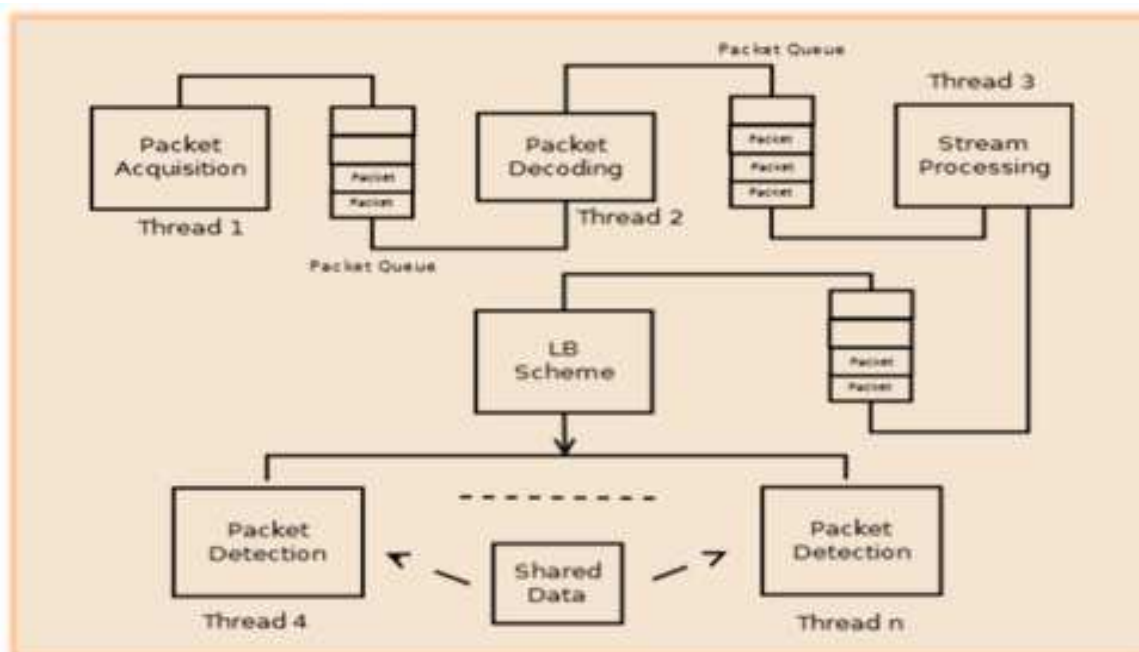 Packet Queue
Thread 3
Packet
Acquisition
Thread 1
Packet
Packet
Packet Queue
Packet
Decoding
Thread 2
Packet
Packet
Packet
Stream
Processing
LB
Scheme
Packet
Packet
Packet
Detection
Thread 4
Shared
Data
Packet
Detection
Thread n